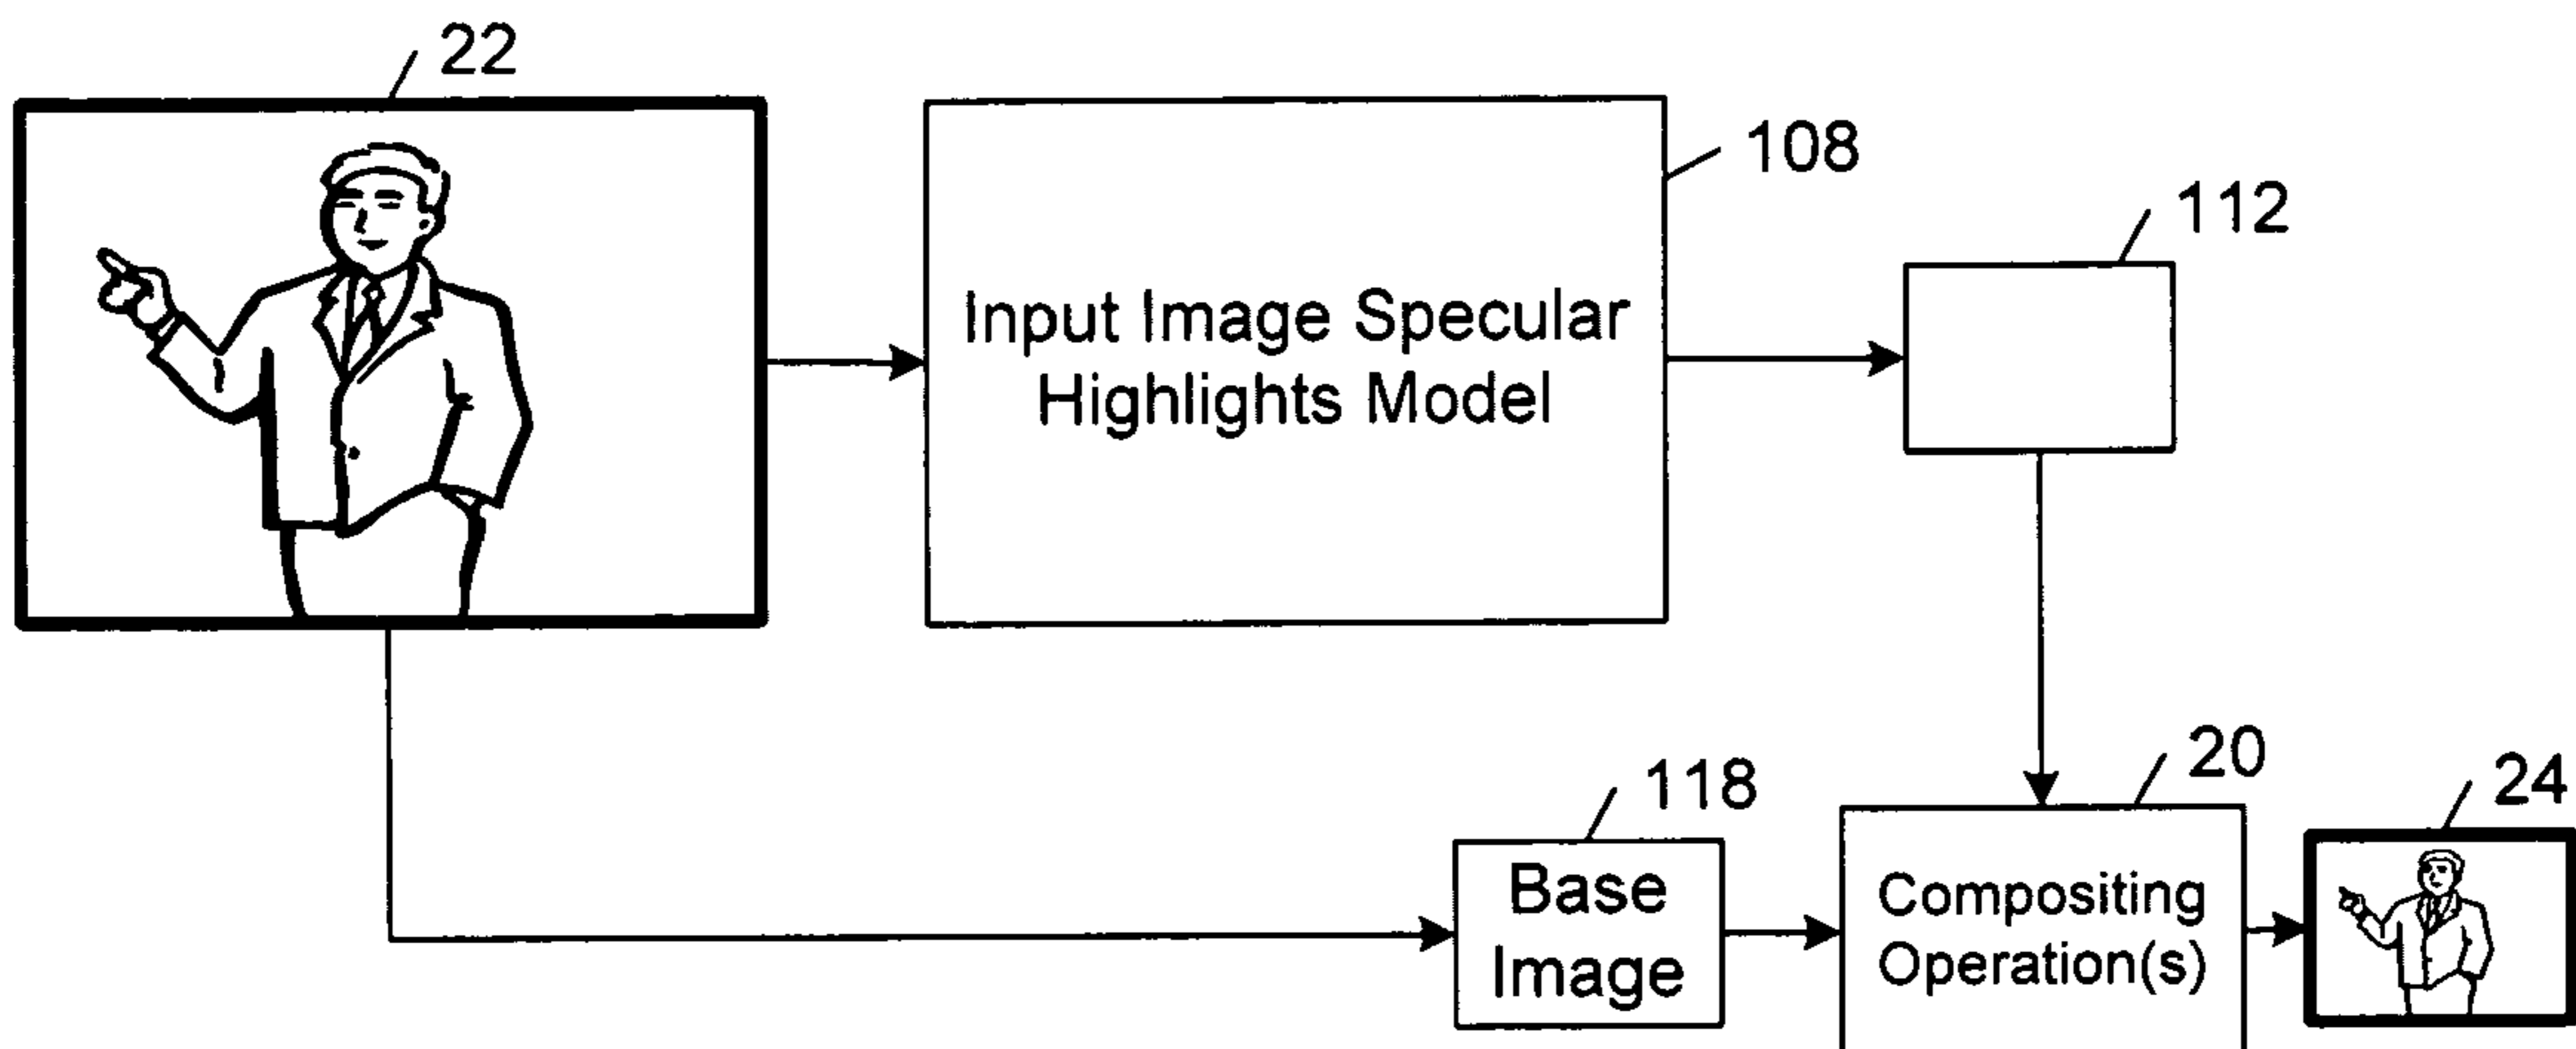 22
108
Input Image Specular
Highlights Model
112
118
Base
Image
20
Compositing
Operation(s)
24